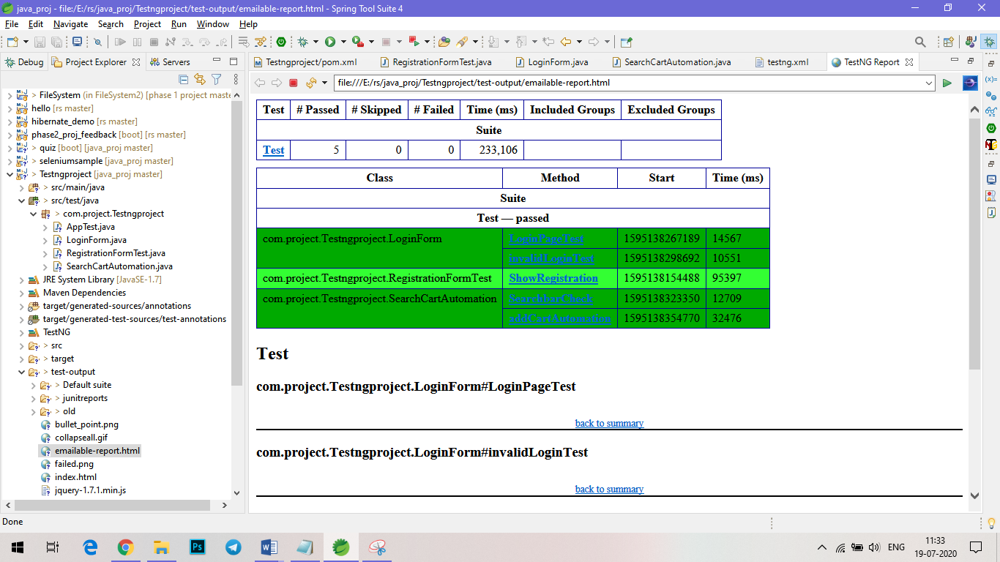 java_proj - file:/E:/rs/java_proj/Testngproject/test-output/emailable-report.html - Spring Tool Suite 4
File Edit Navigate Search Project Run Window Help
Debug Project Explorer Servers
> FileSystem (in FileSystem2) [phase 1 project maste
hello [rs master]
hibernate_demo [rs master]
phase2_proj_feedback [boot] [rs master]
> quiz [boot] [java_proj master]
> seleniumsample [java_proj master]
> Testngproject [java_proj master]
> src/main/java
> src/test/java
> com.project.Testngproject
> AppTest.java
> LoginForm.java
> RegistrationFormTest.java
> SearchCartAutomation.java
JRE System Library [JavaSE-1.7]
Maven Dependencies
target/generated-sources/annotations
target/generated-test-sources/test-annotations
TestNG
> src
> target
> test-output
> Default suite
> junitreports
> old
bullet_point.png
collapseall.gif
emailable-report.html
failed.png
index.html
jquery-1.7.1.min.js
Testngproject/pom.xml RegistrationFormTest.java LoginForm.java SearchCartAutomation.java testng.xml TestNG Report
file:///E:/rs/java_proj/Testngproject/test-output/emailable-report.html
Test # Passed # Skipped # Failed Time (ms) Included Groups Excluded Groups
Suite
Test 5 0 0 233,106
Class Method Start Time (ms)
Suite
Test — passed
com.project.Testngproject.LoginForm LoginPageTest 1595138267189 14567
invalidLoginTest 1595138298692 10551
com.project.Testngproject.RegistrationFormTest ShowRegistration 1595138154488 95397
com.project.Testngproject.SearchCartAutomation SearchbarCheck 1595138323350 12709
addCartAutomation 1595138354770 32476
Test
com.project.Testngproject.LoginForm#LoginPageTest
back to summary
com.project.Testngproject.LoginForm#invalidLoginTest
back to summary
Done
ENG
11:33
19-07-2020